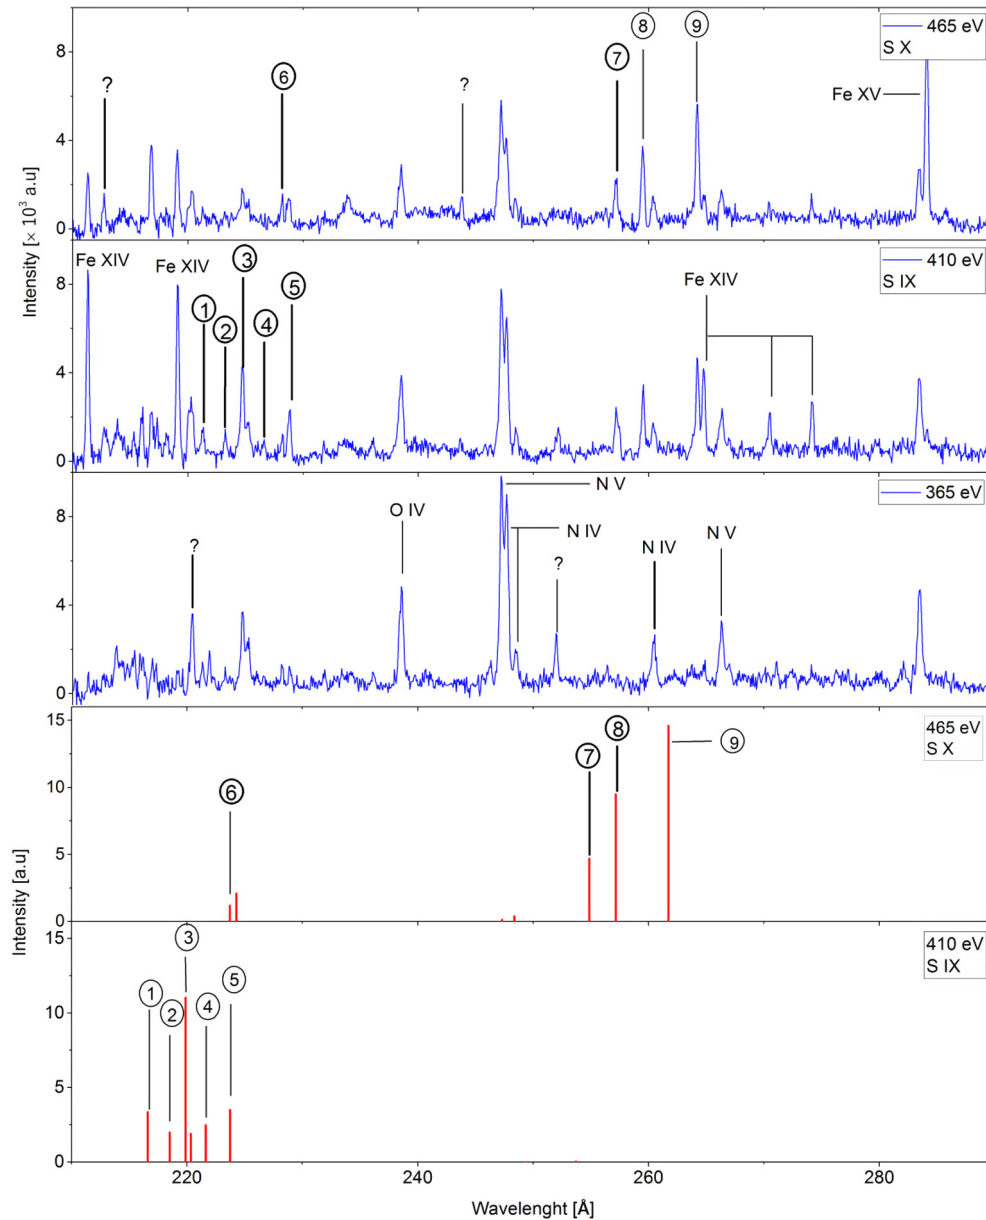 8 9
465 eV
S X
8
?
6
?
7
Fe XV
4
0
Fe XIV
Fe XIV
3
5
1
2
4
Fe XIV
410 eV
S IX
8
4
0
Intensity [× 10³ a.u]
N V
365 eV
8
O IV
N IV
?
?
N IV
N V
4
0
15
465 eV
S X
8
7
9
6
10
5
0
Intensity [a.u]
15
3
410 eV
S IX
5
1
2
4
10
5
0
220 240 260 280
Wavelenght [Å]